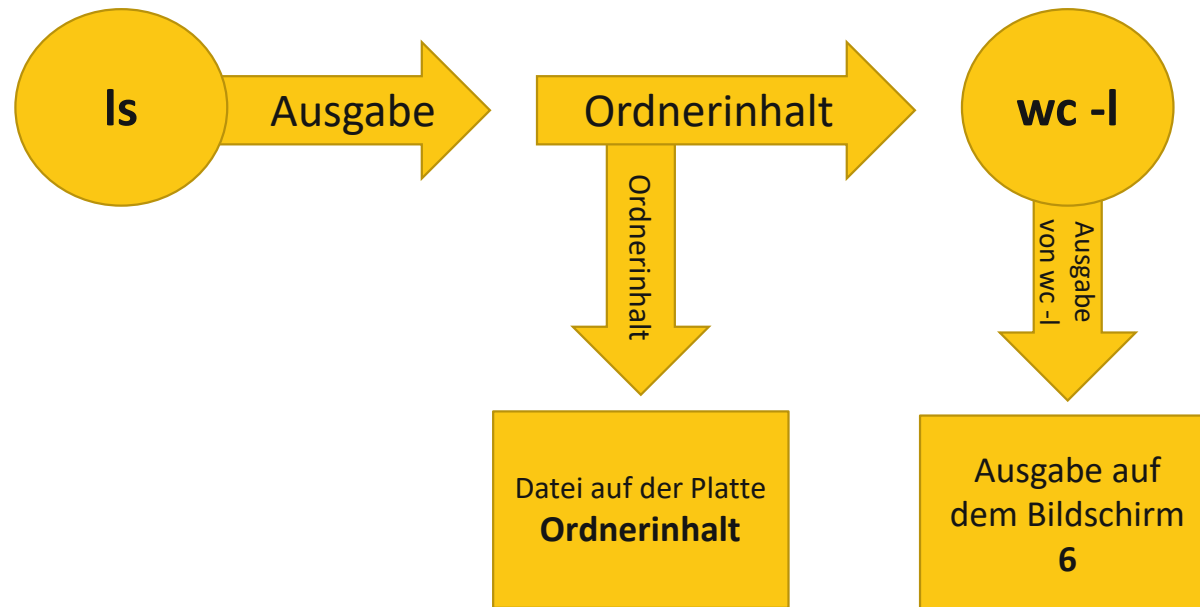 ls
Ausgabe
Ordnerinhalt
wc -l
Ordnerinhalt
Ausgabe
von wc -l
Datei auf der Platte
Ordnerinhalt
Ausgabe auf
dem Bildschirm
6